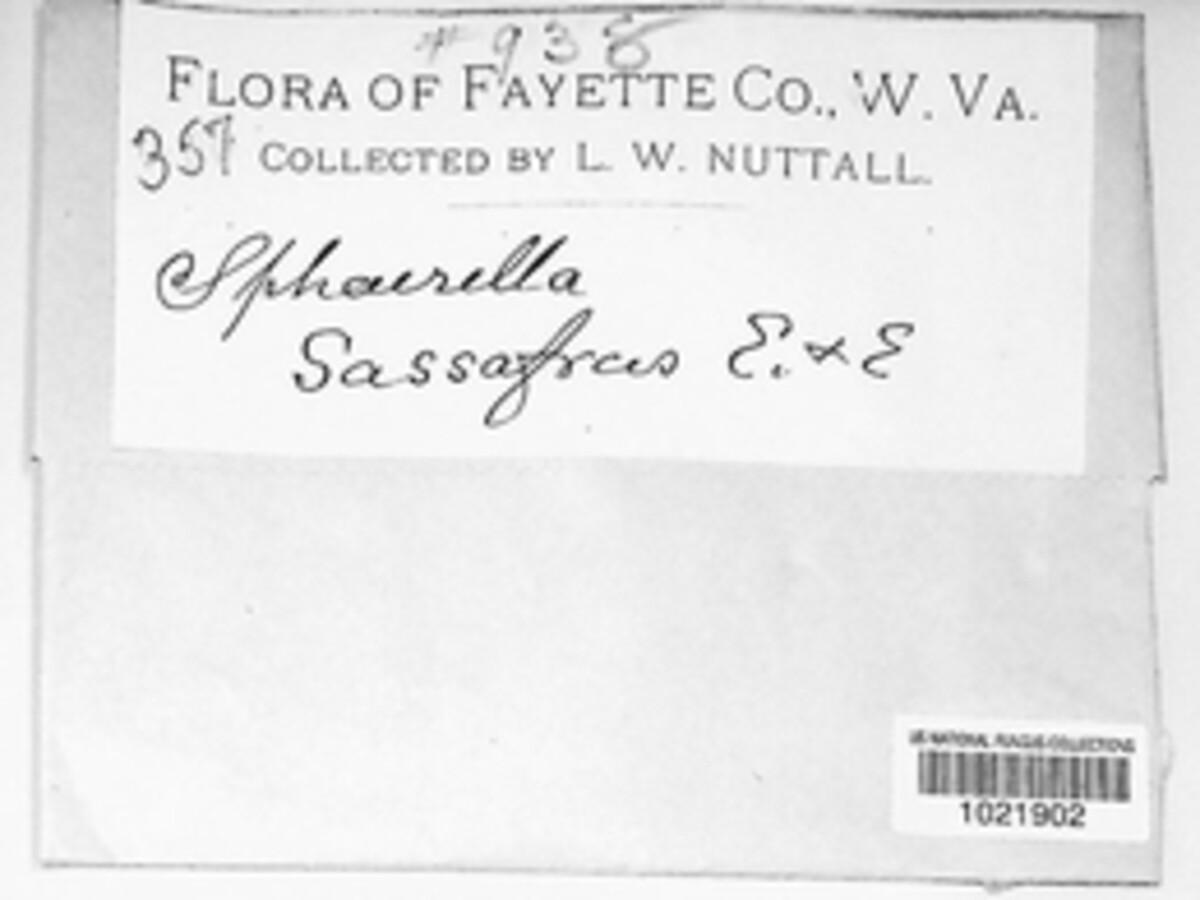 # 938
FLORA OF FAYETTE CO., W. VA.
357 COLLECTED BY L. W. NUTTALL.
Sphaerella
Sassafras E. & E
US NATIONAL FUNGUS COLLECTIONS
1021902